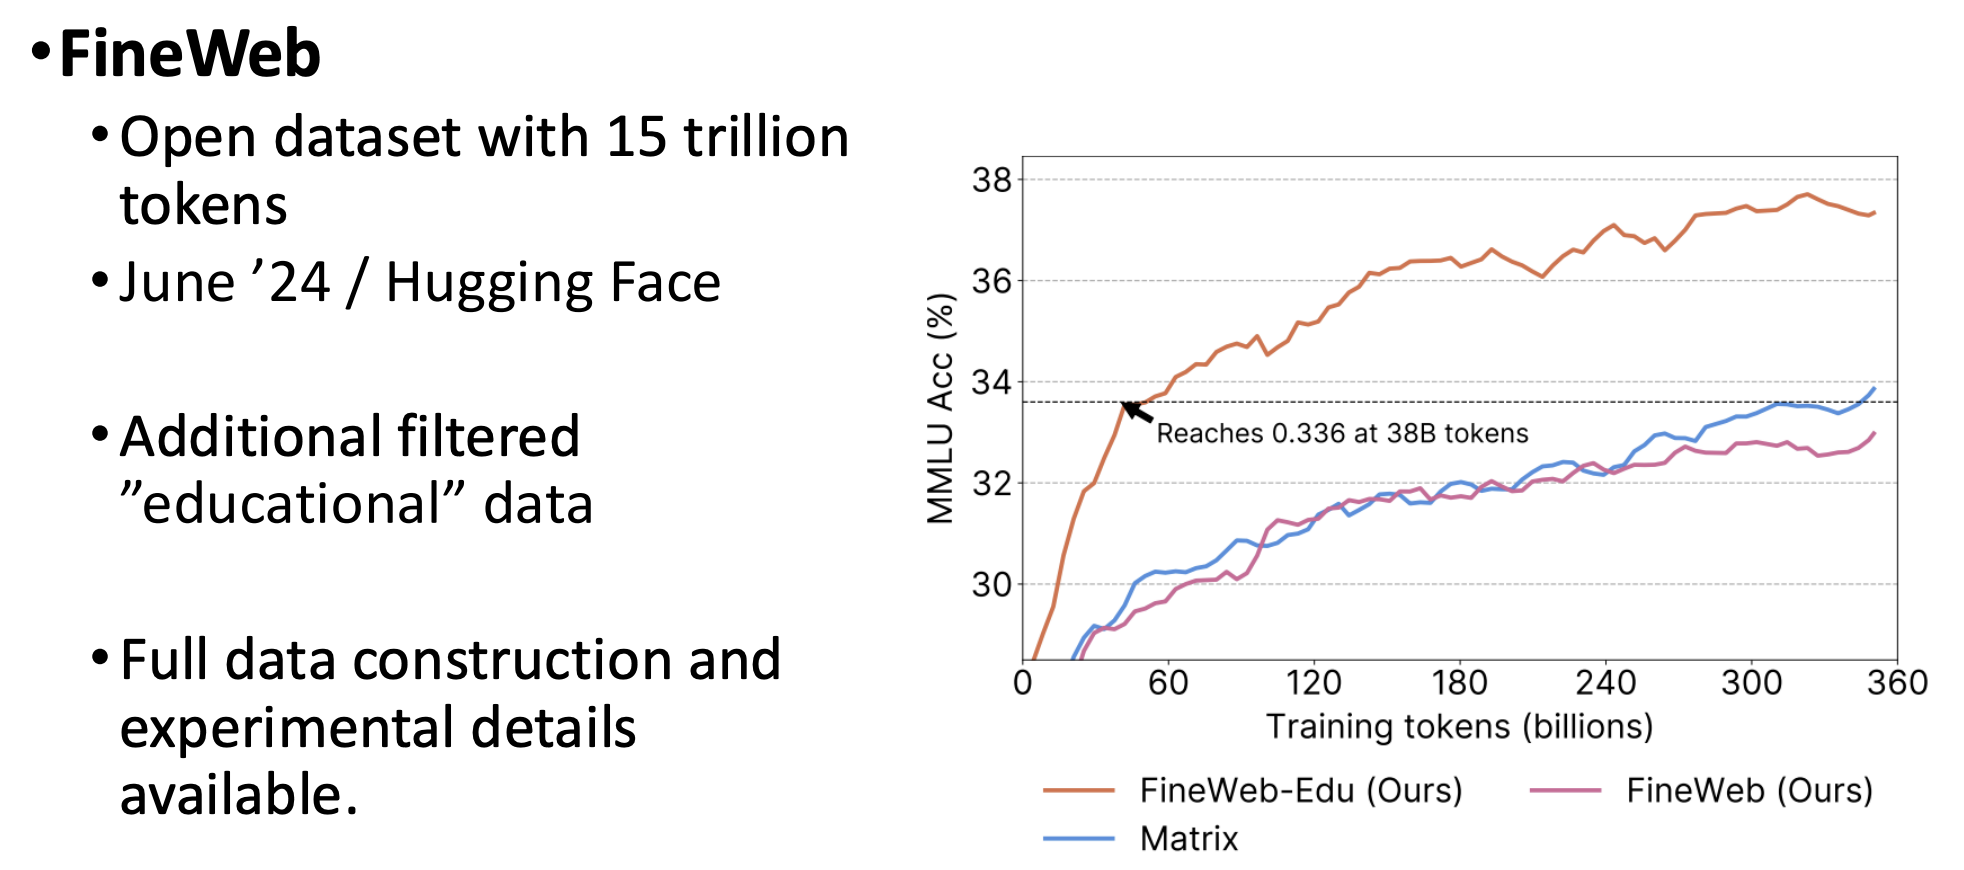 •FineWeb
•Open dataset with 15 trillion
tokens
•June ’24 / Hugging Face
•Additional filtered
”educational” data
•Full data construction and
experimental details
available.
38
36
34
32
30
MMLU Acc (%)
Reaches 0.336 at 38B tokens
0 60 120 180 240 300 360
Training tokens (billions)
FineWeb-Edu (Ours) FineWeb (Ours)
Matrix